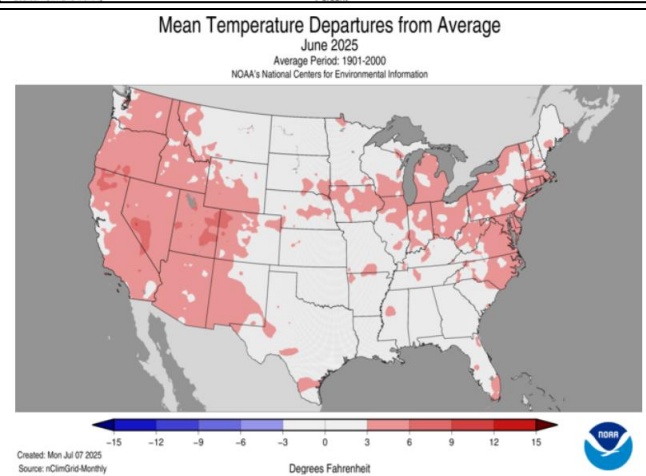 Mean Temperature Departures from Average
June 2025
Average Period: 1901-2000
NOAA's National Centers for Environmental Information
-15 -12 -9 -6 -3 0 3 6 9 12 15
NOAA
Created: Mon Jul 07 2025
Source: nClimGrid-Monthly
Degrees Fahrenheit